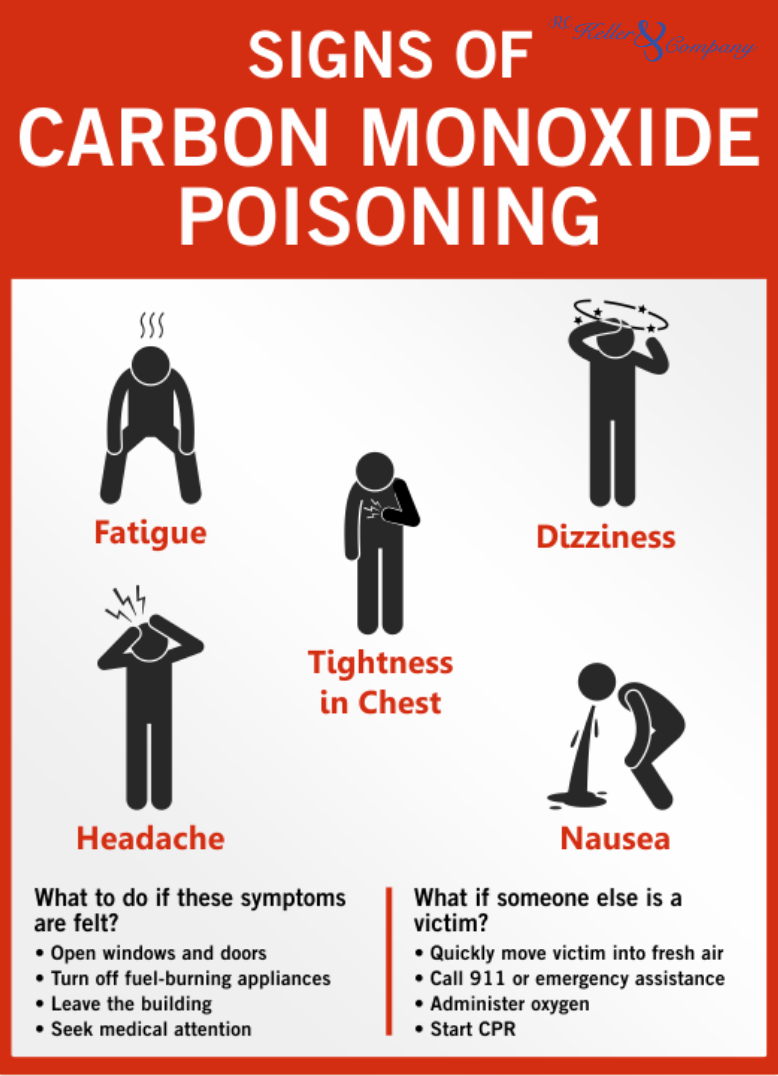 SIGNS OF
Keller & Company
CARBON MONOXIDE
POISONING
Fatigue
Dizziness
Tightness
in Chest
Headache
Nausea
What to do if these symptoms
are felt?
• Open windows and doors
• Turn off fuel-burning appliances
• Leave the building
• Seek medical attention
What if someone else is a
victim?
• Quickly move victim into fresh air
• Call 911 or emergency assistance
• Administer oxygen
• Start CPR